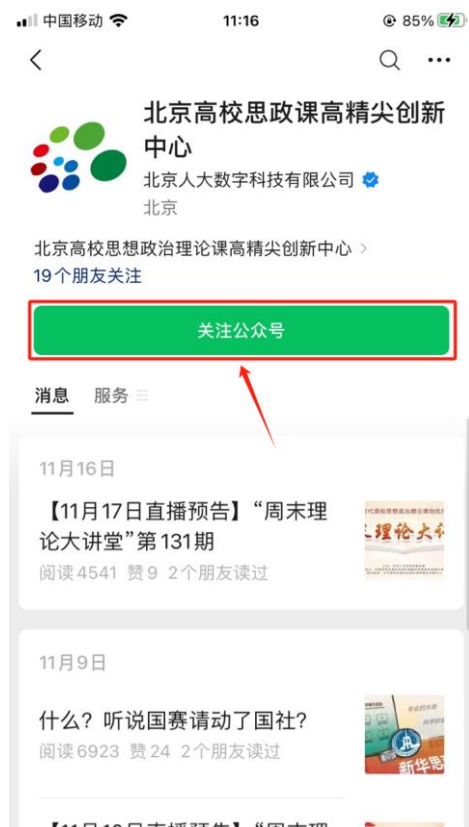 中国移动 11:16 85%
北京高校思政课高精尖创新
中心
北京人大数字科技有限公司
北京
北京高校思想政治理论课高精尖创新中心
19个朋友关注
关注公众号
消息 服务
11月16日
【11月17日直播预告】“周末理
论大讲堂”第131期
阅读4541 赞9 2个朋友读过
11月9日
什么？听说国赛请动了国社?
阅读6923 赞24 2个朋友读过
新华思